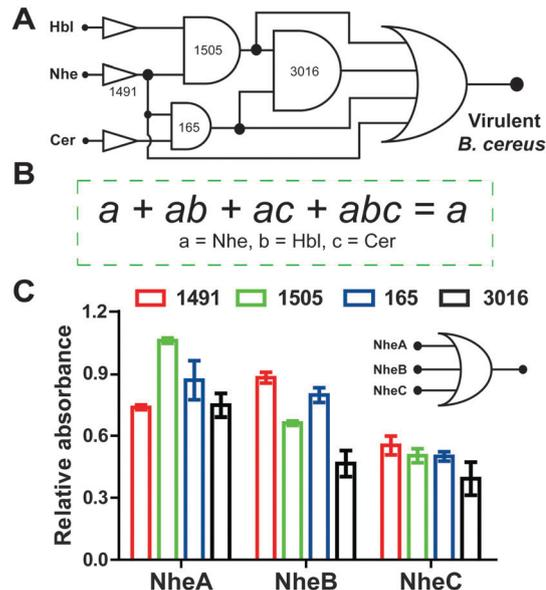 A
Hbl
1505
3016
Nhe
1491
165
Cer
Virulent
B. cereus
B
a + ab + ac + abc = a
a = Nhe, b = Hbl, c = Cer
C
1491 1505 165 3016
Relative absorbance
1.2
0.9
0.6
0.3
0.0
NheA
NheB
NheC
NheA NheB NheC